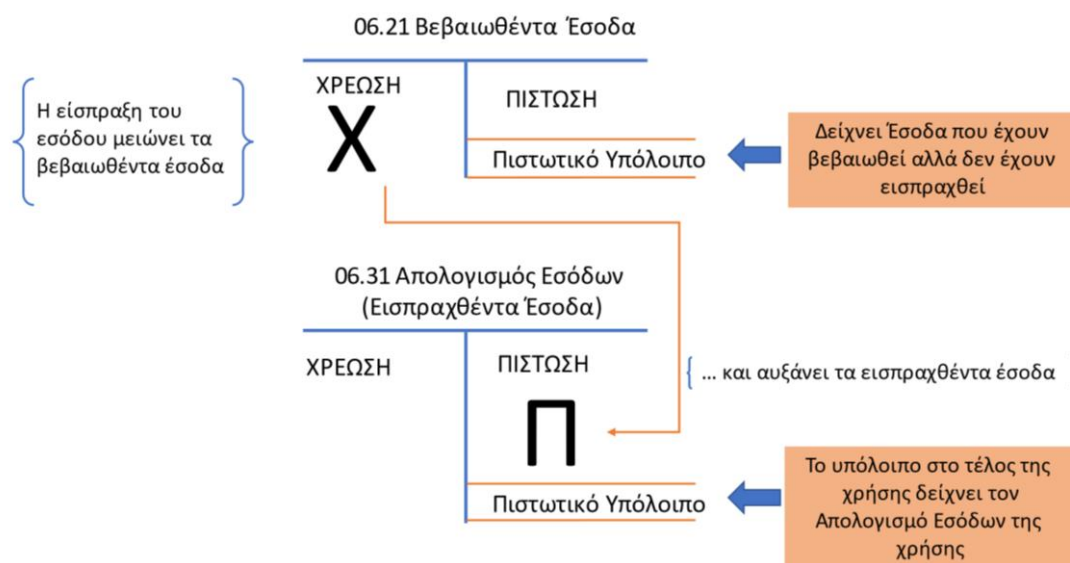 06.21 Βεβαιωθέντα Έσοδα
Η είσπραξη του
εσόδου μειώνει τα
βεβαιωθέντα έσοδα
ΧΡΕΩΣΗ
Χ
ΠΙΣΤΩΣΗ
Πιστωτικό Υπόλοιπο
Δείχνει Έσοδα που έχουν
βεβαιωθεί αλλά δεν έχουν
εισπραχθεί
06.31 Απολογισμός Εσόδων
(Εισπραχθέντα Έσοδα)
ΧΡΕΩΣΗ
ΠΙΣΤΩΣΗ
Π
... και αυξάνει τα εισπραχθέντα έσοδα
Πιστωτικό Υπόλοιπο
Το υπόλοιπο στο τέλος της
χρήσης δείχνει τον
Απολογισμό Εσόδων της
χρήσης